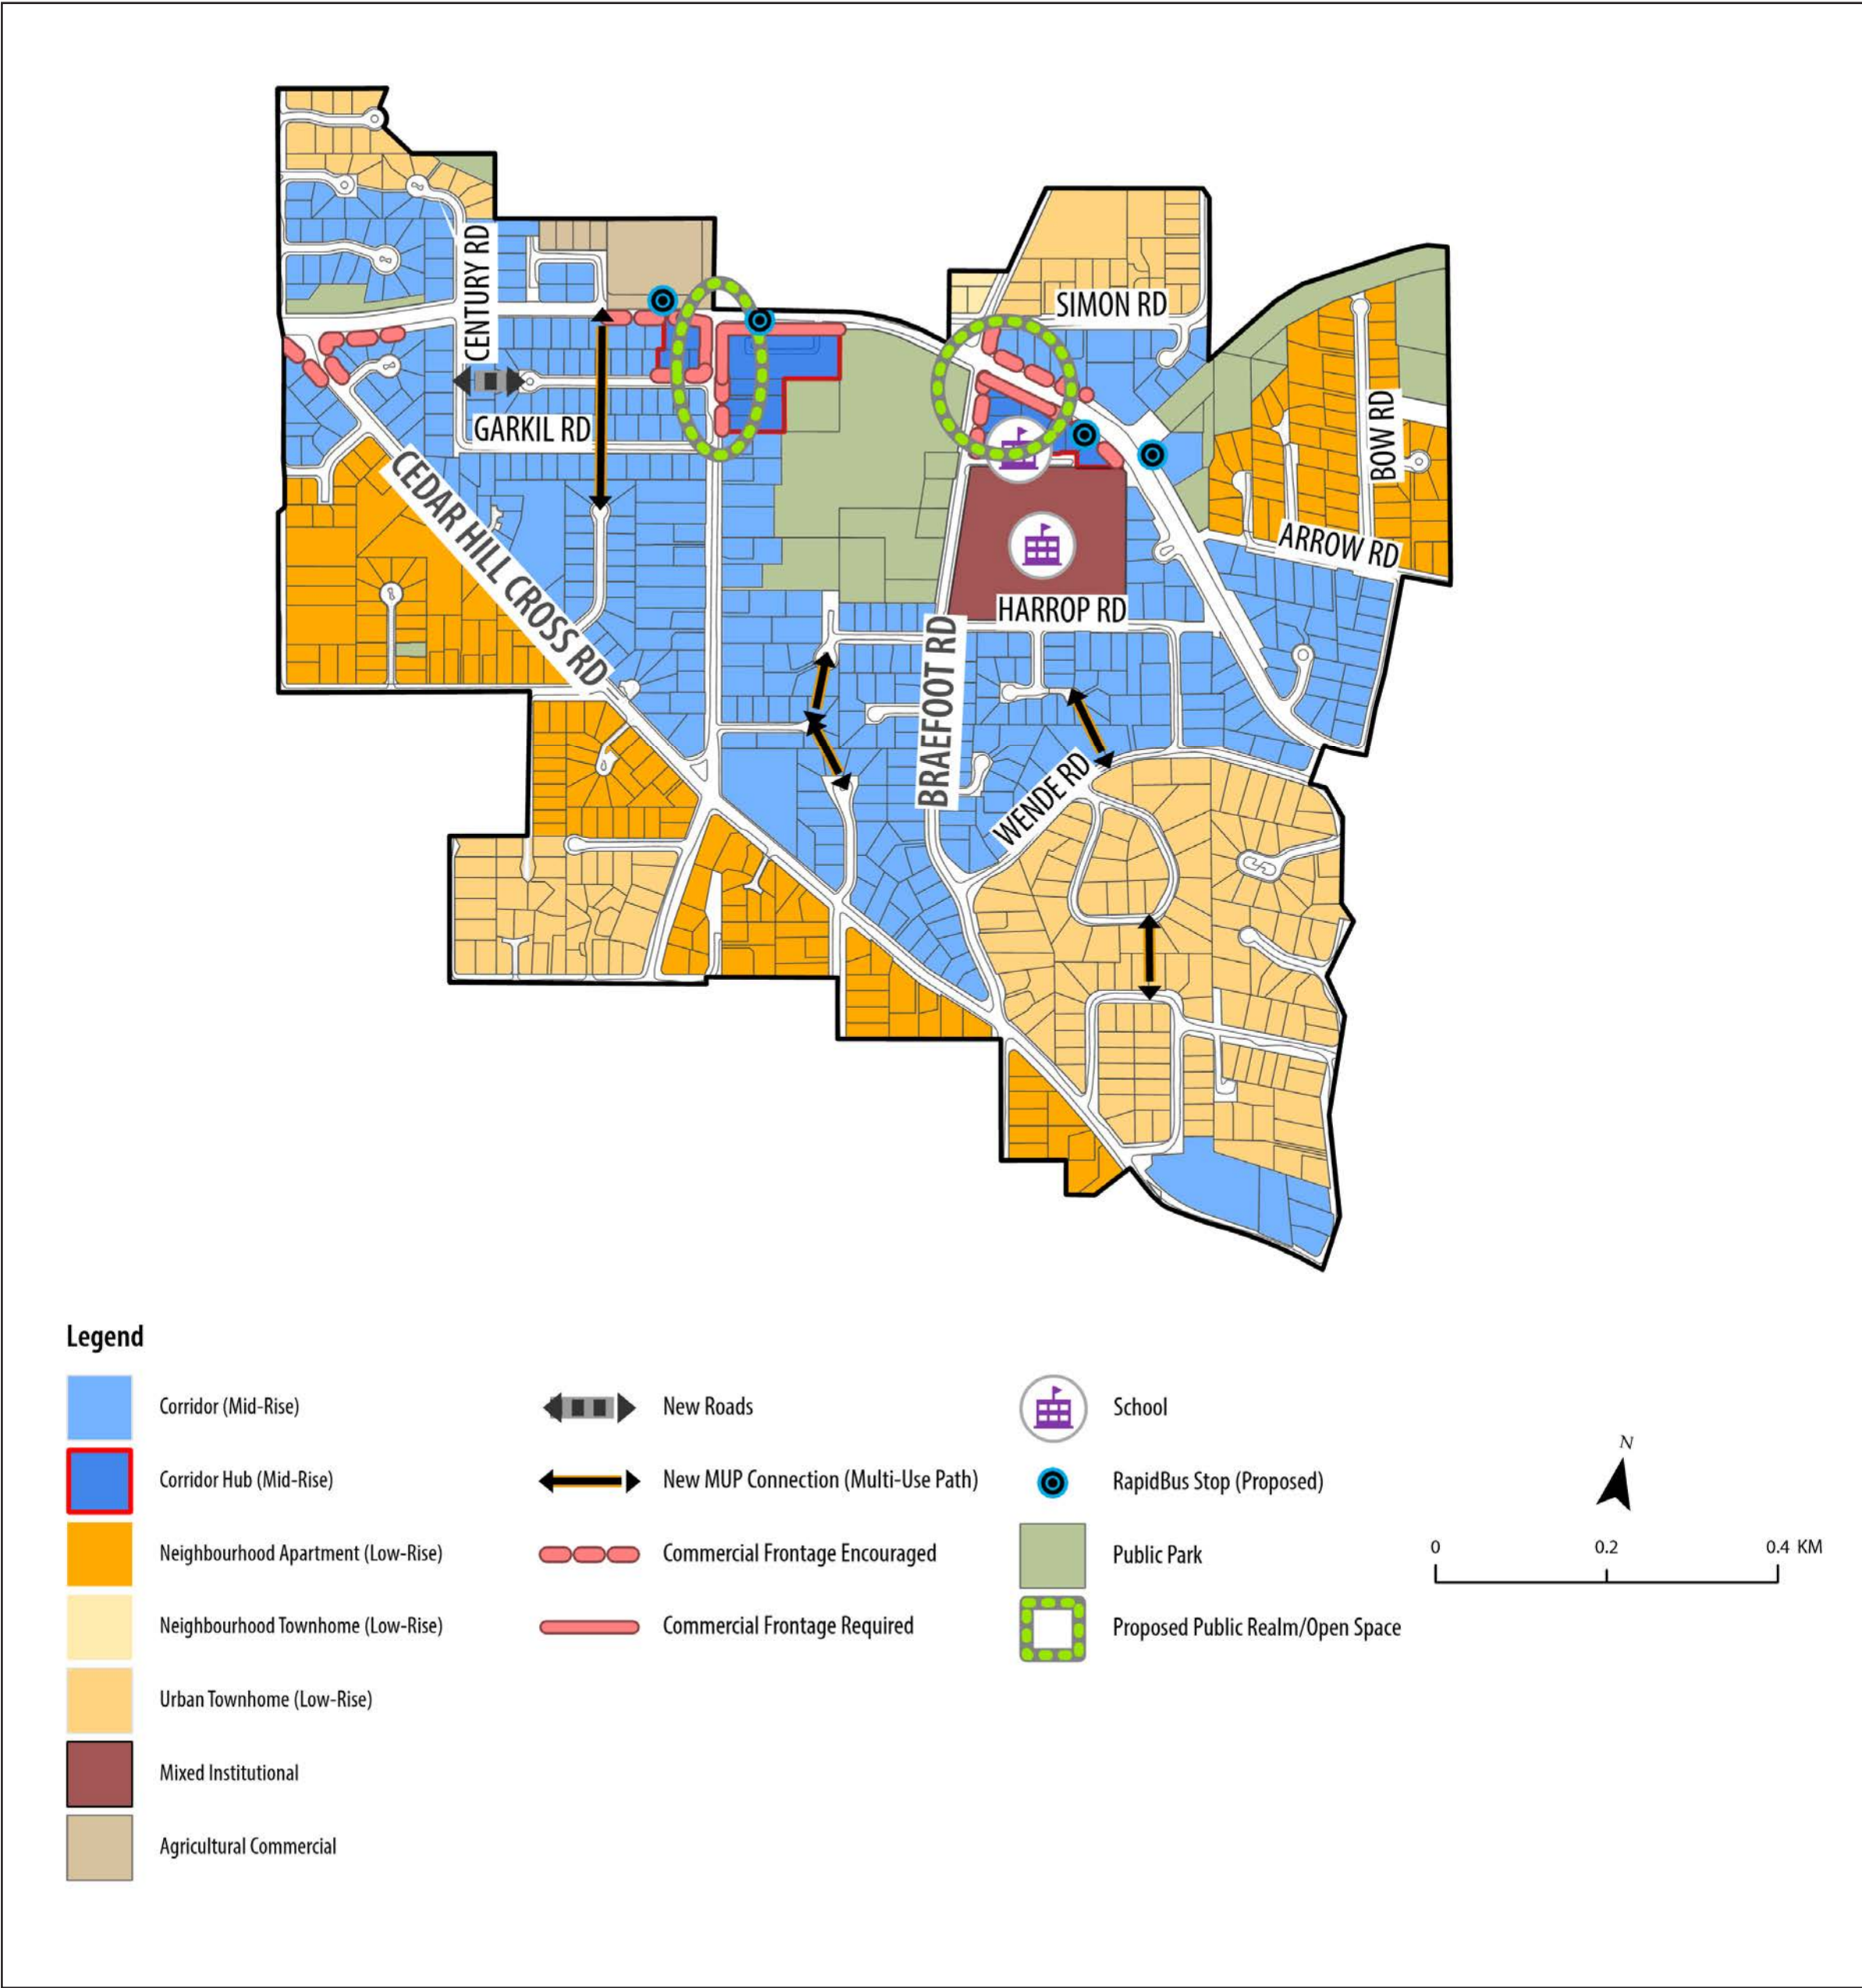 CENTURY RD
SIMON RD
GARKIL RD
BOW RD
CEDAR HILL CROSS RD
ARROW RD
HARROP RD
BRAEFOOT RD
WENDE RD
Legend
Corridor (Mid-Rise)
Corridor Hub (Mid-Rise)
Neighbourhood Apartment (Low-Rise)
Neighbourhood Townhome (Low-Rise)
Urban Townhome (Low-Rise)
Mixed Institutional
Agricultural Commercial
New Roads
New MUP Connection (Multi-Use Path)
Commercial Frontage Encouraged
Commercial Frontage Required
School
RapidBus Stop (Proposed)
Public Park
Proposed Public Realm/Open Space
N
0 0.2 0.4 KM